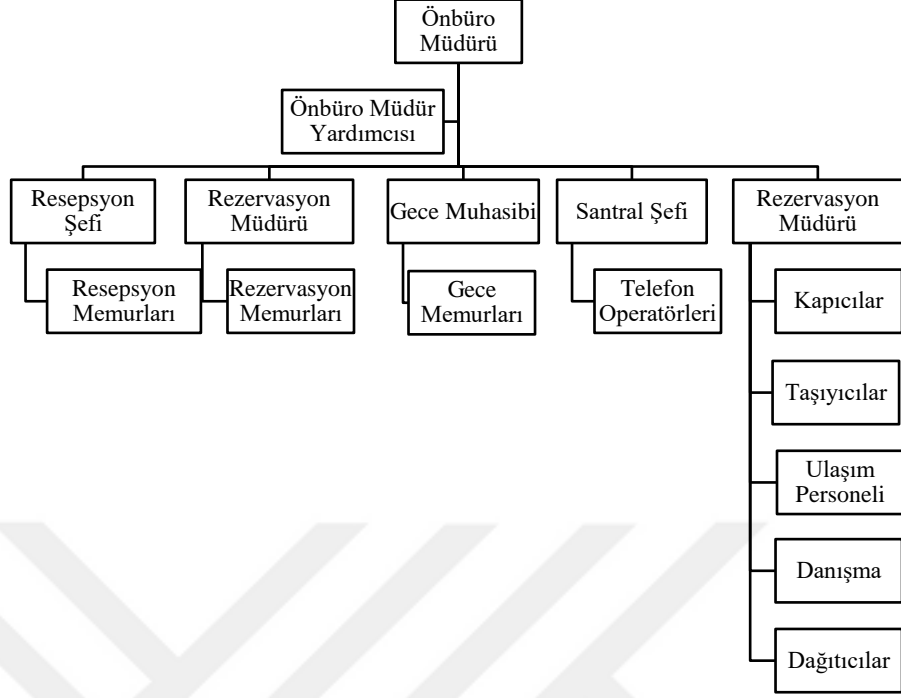 Önbüro
Müdürü
Önbüro Müdür
Yardımcısı
Resepsyon
Şefi
Rezervasyon
Müdürü
Gece Muhasibi
Santral Şefi
Rezervasyon
Müdürü
Resepsyon
Memurları
Rezervasyon
Memurları
Gece
Memurları
Telefon
Operatörleri
Kapıcılar
Taşıyıcılar
Ulaşım
Personeli
Danışma
Dağıtıcılar